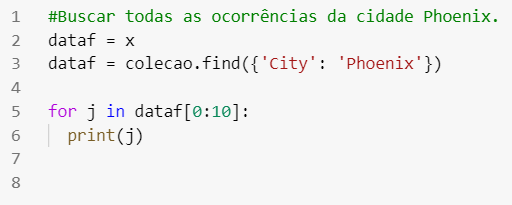 1 #Buscar todas as ocorrências da cidade Phoenix.
2 dataf = x
3 dataf = colecao.find({'City': 'Phoenix'})
4
5 for j in dataf[0:10]:
6   print(j)
7
8